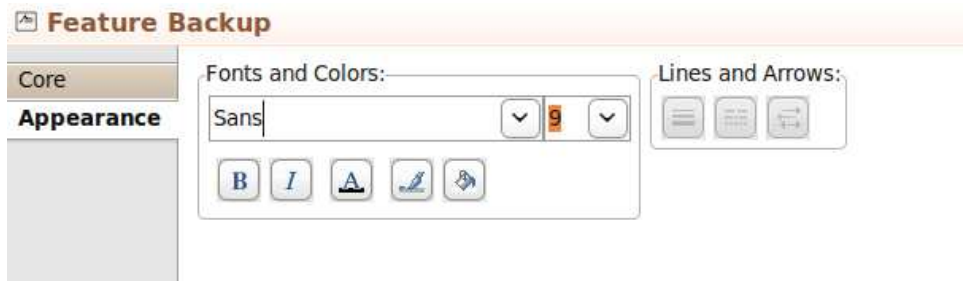 Feature Backup
Core
Appearance
Fonts and Colors:
Sans
9
B I A
Lines and Arrows: